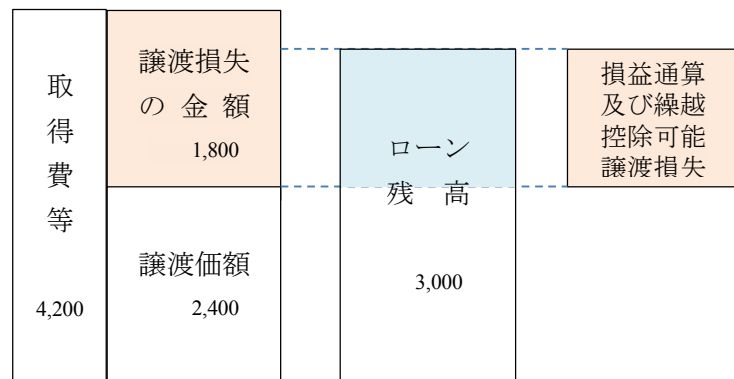 取得費等
4,200
譲渡損失
の金額
1,800
譲渡価額
2,400
ローン
残高
3,000
損益通算
及び繰越
控除可能
譲渡損失